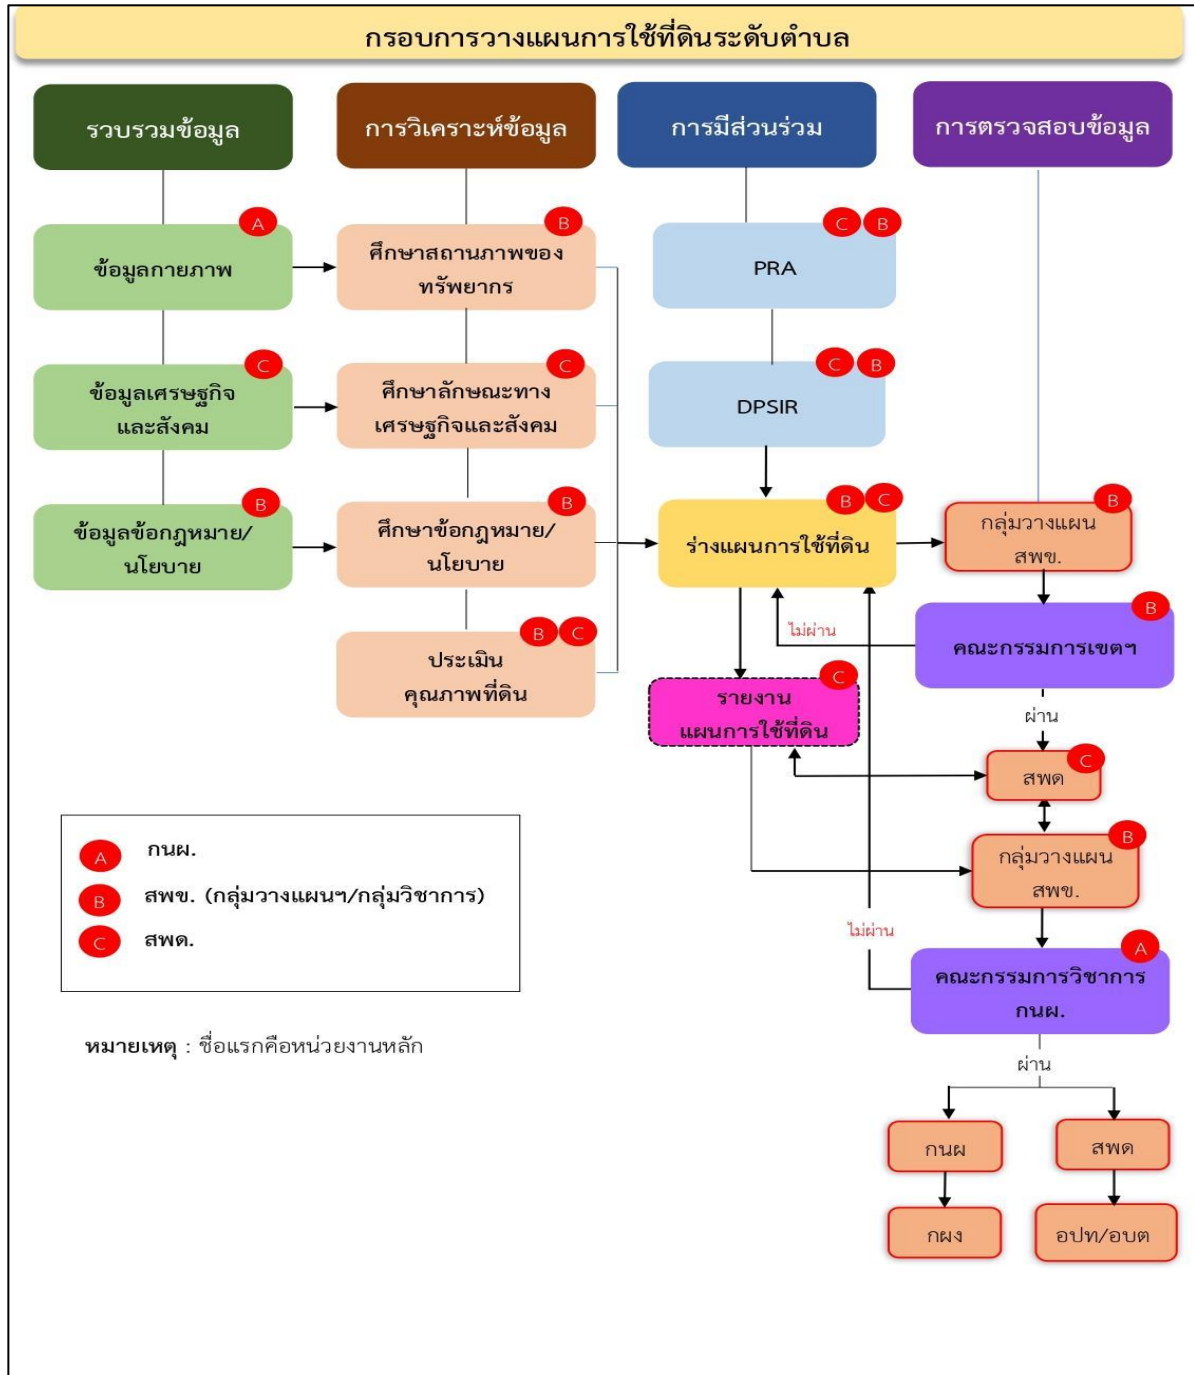 กรอบการวางแผนการใช้ที่ดินระดับตำบล
รวบรวมข้อมูล
การวิเคราะห์ข้อมูล
การมีส่วนร่วม
การตรวจสอบข้อมูล
A
ข้อมูลกายภาพ
B
ศึกษาสถานภาพของ
ทรัพยากร
C B
PRA
C
ข้อมูลเศรษฐกิจ
และสังคม
C
ศึกษาลักษณะทาง
เศรษฐกิจและสังคม
C B
DPSIR
B
ข้อมูลข้อกฎหมาย/
นโยบาย
B
ศึกษาข้อกฎหมาย/
นโยบาย
B C
ร่างแผนการใช้ที่ดิน
B
กลุ่มวางแผน
สพข.
B C
ประเมิน
คุณภาพที่ดิน
ไม่ผ่าน
B
คณะกรรมการเขตฯ
C
รายงาน
แผนการใช้ที่ดิน
ผ่าน
C
สพด
B
กลุ่มวางแผน
สพข.
A กนผ.
B สพข. (กลุ่มวางแผนฯ/กลุ่มวิชาการ)
C สพด.
ไม่ผ่าน
A
คณะกรรมการวิชาการ
กนผ.
หมายเหตุ : ชื่อแรกคือหน่วยงานหลัก
ผ่าน
กนผ
สพด
กผง
อปท/อบต